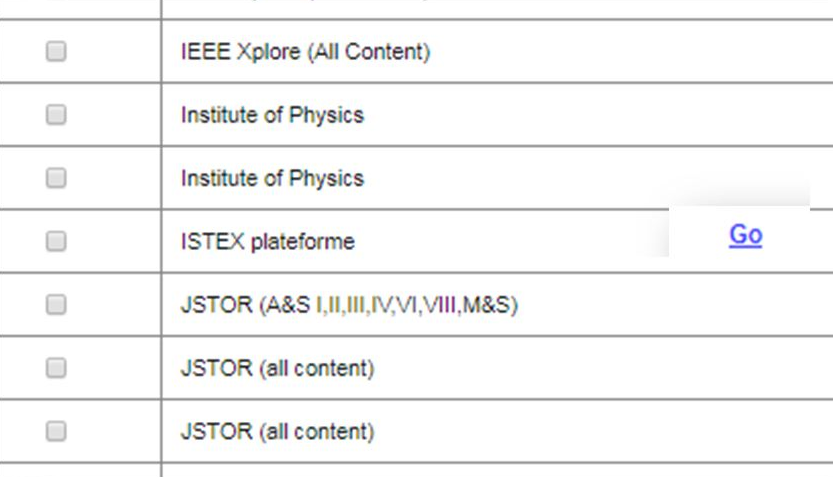 IEEE Xplore (All Content)
Institute of Physics
Institute of Physics
ISTEX plateforme
Go
JSTOR (A&S I,II,III,IV,VI,VIII,M&S)
JSTOR (all content)
JSTOR (all content)